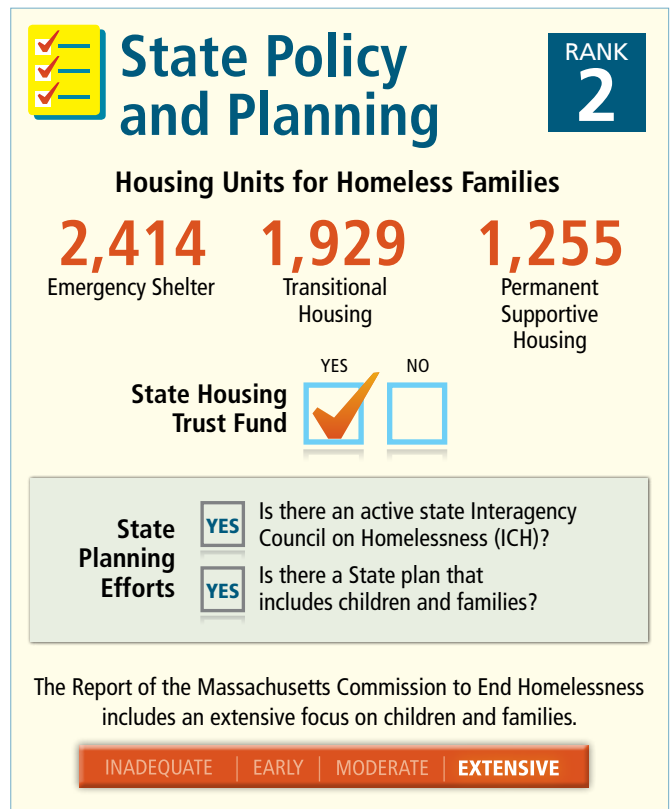 State Policy
and Planning
RANK
2
Housing Units for Homeless Families
2,414
Emergency Shelter
1,929
Transitional
Housing
1,255
Permanent
Supportive
Housing
YES NO
State Housing
Trust Fund
State
Planning
Efforts
YES
Is there an active state Interagency
Council on Homelessness (ICH)?
YES
Is there a State plan that
includes children and families?
The Report of the Massachusetts Commission to End Homelessness
includes an extensive focus on children and families.
INADEQUATE | EARLY | MODERATE | EXTENSIVE